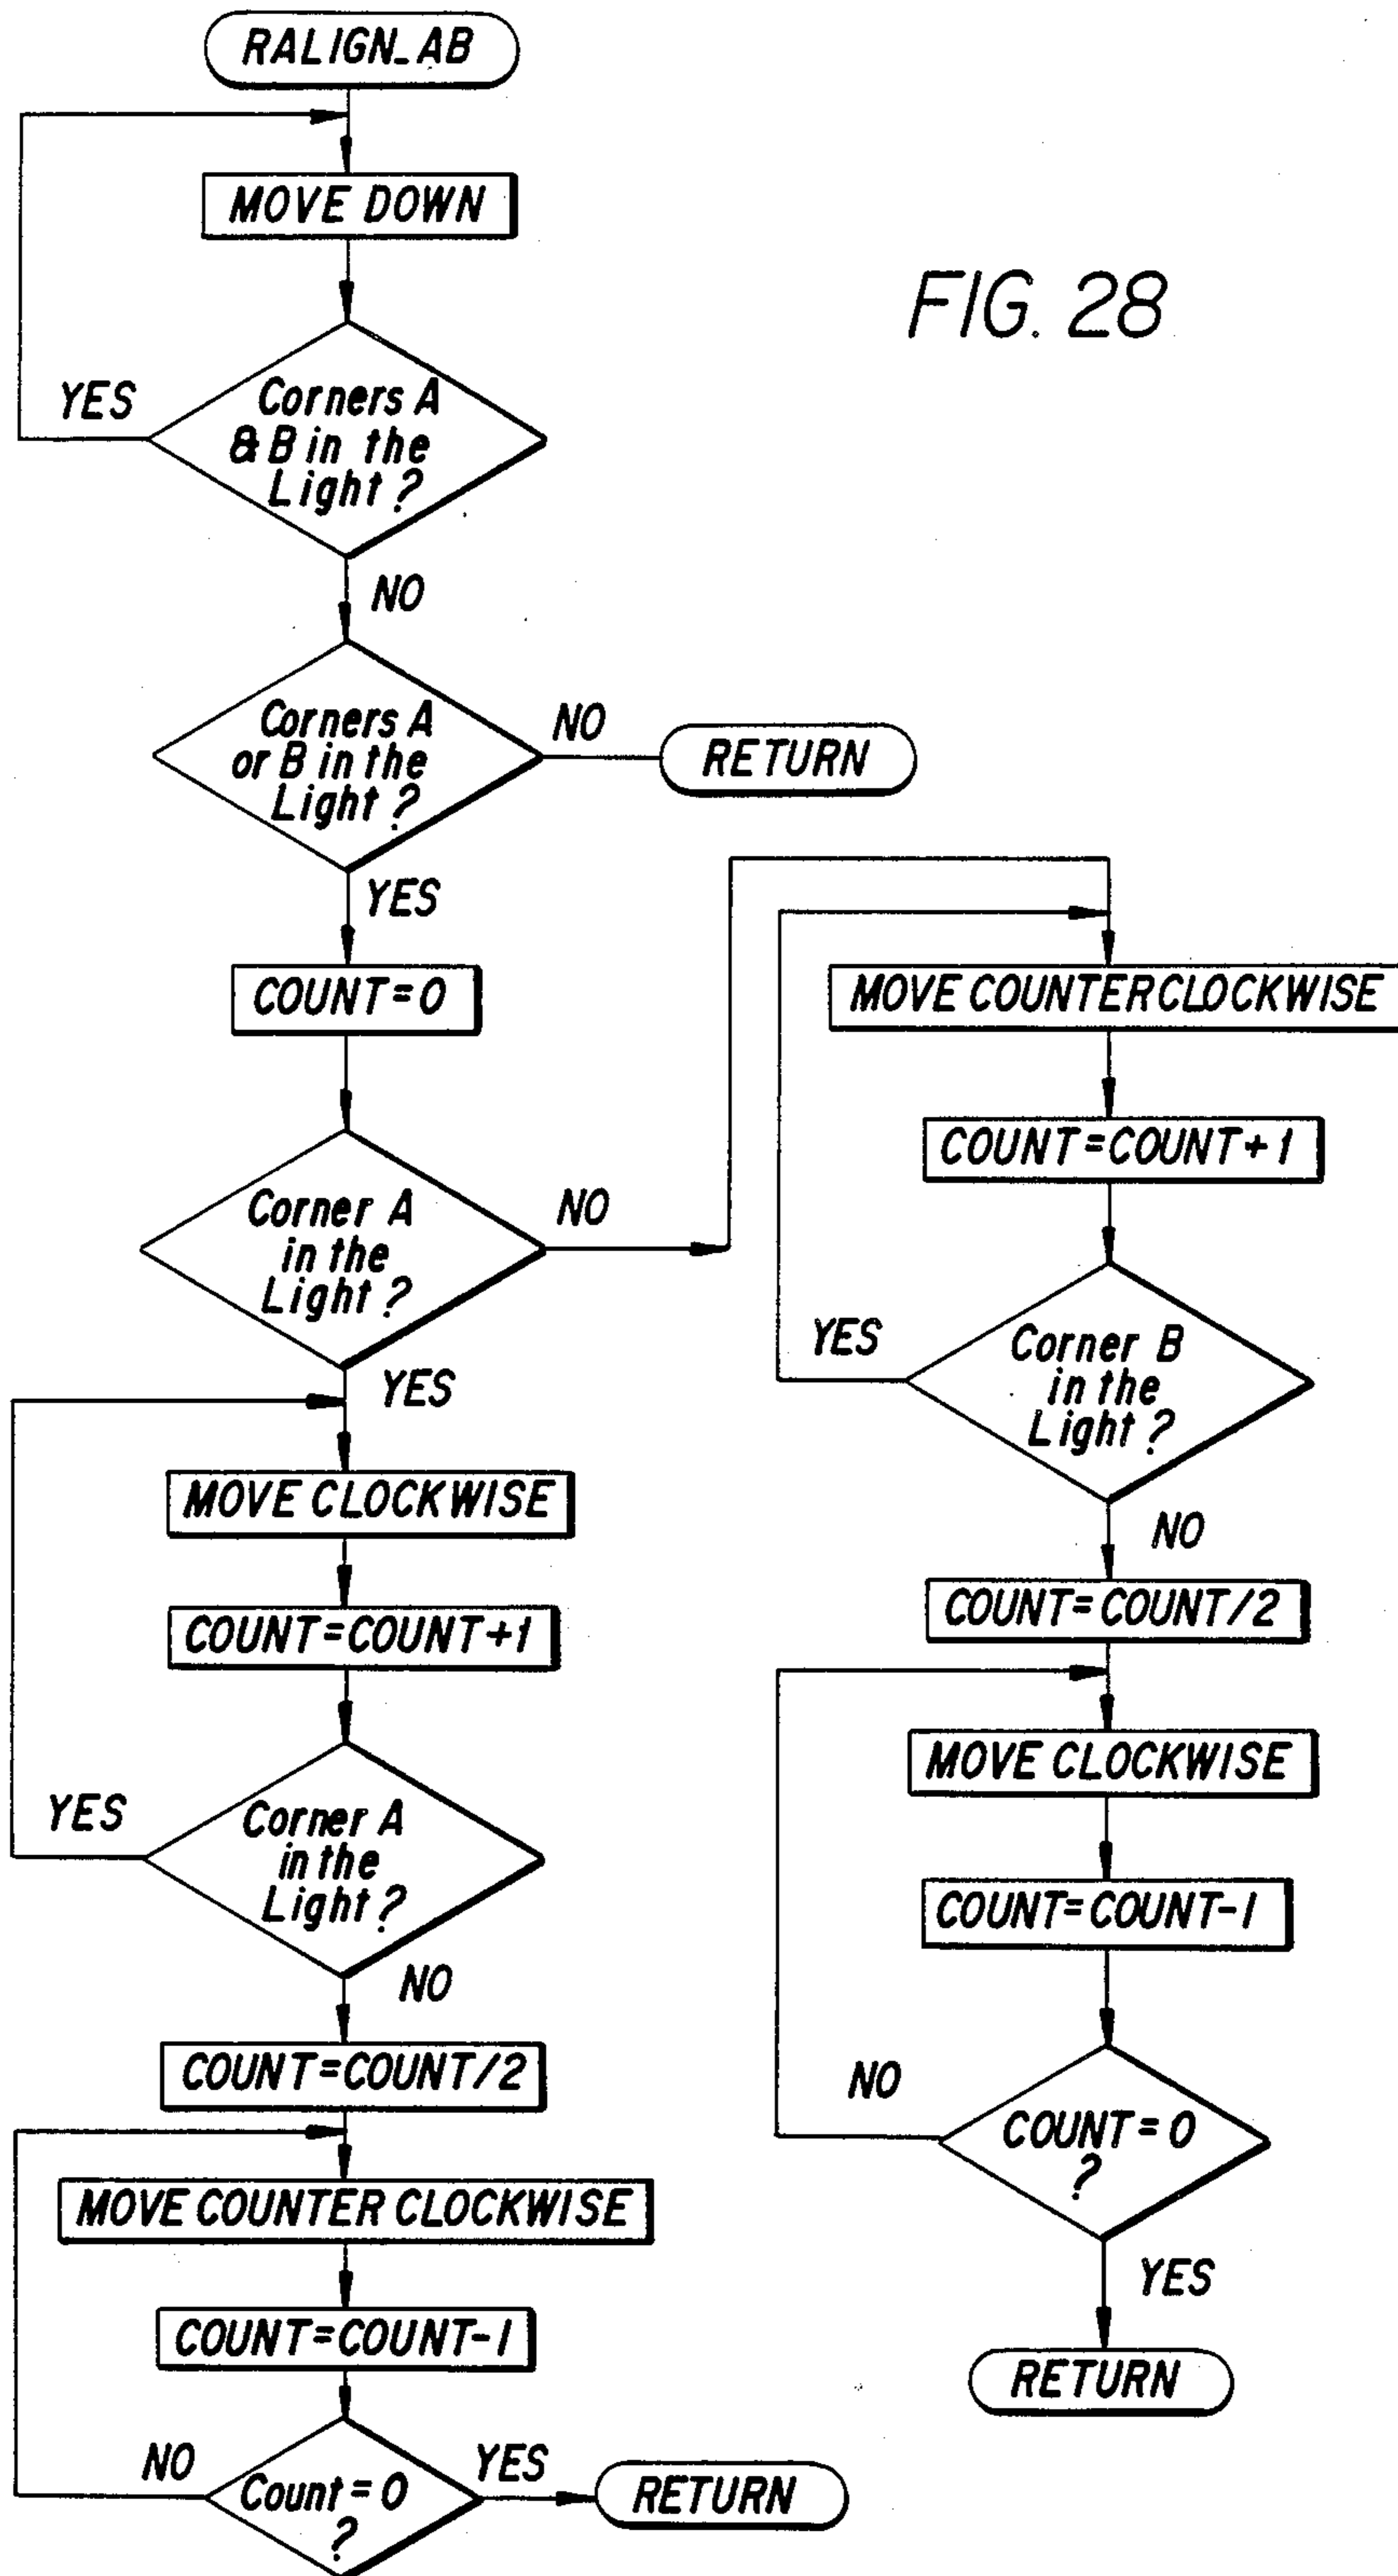 RALIGN_AB
MOVE DOWN
FIG. 28
YES
Corners A
& B in the
Light ?
NO
Corners A
or B in the
Light ?
NO
RETURN
YES
COUNT=0
Corner A
in the
Light ?
NO
YES
MOVE CLOCKWISE
COUNT=COUNT+1
YES
Corner A
in the
Light ?
NO
COUNT=COUNT/2
MOVE COUNTER CLOCKWISE
COUNT=COUNT-1
NO
Count=0
?
YES
RETURN
MOVE COUNTERCLOCKWISE
COUNT=COUNT+1
YES
Corner B
in the
Light ?
NO
COUNT=COUNT/2
MOVE CLOCKWISE
COUNT=COUNT-1
NO
COUNT=0
?
YES
RETURN